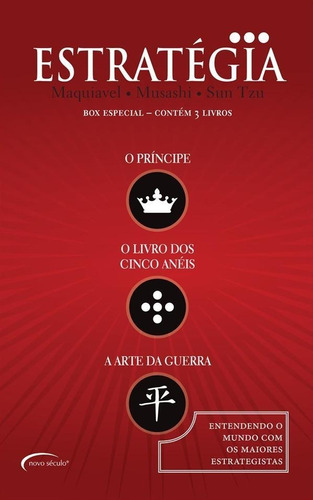 ESTRATÉGIA
Maquiavel • Musashi • Sun Tzu
BOX ESPECIAL – CONTÉM 3 LIVROS
O PRÍNCIPE
O LIVRO DOS
CINCO ANÉIS
A ARTE DA GUERRA
平
ENTENDENDO O
MUNDO COM
OS MAIORES
ESTRATEGISTAS
novo século®